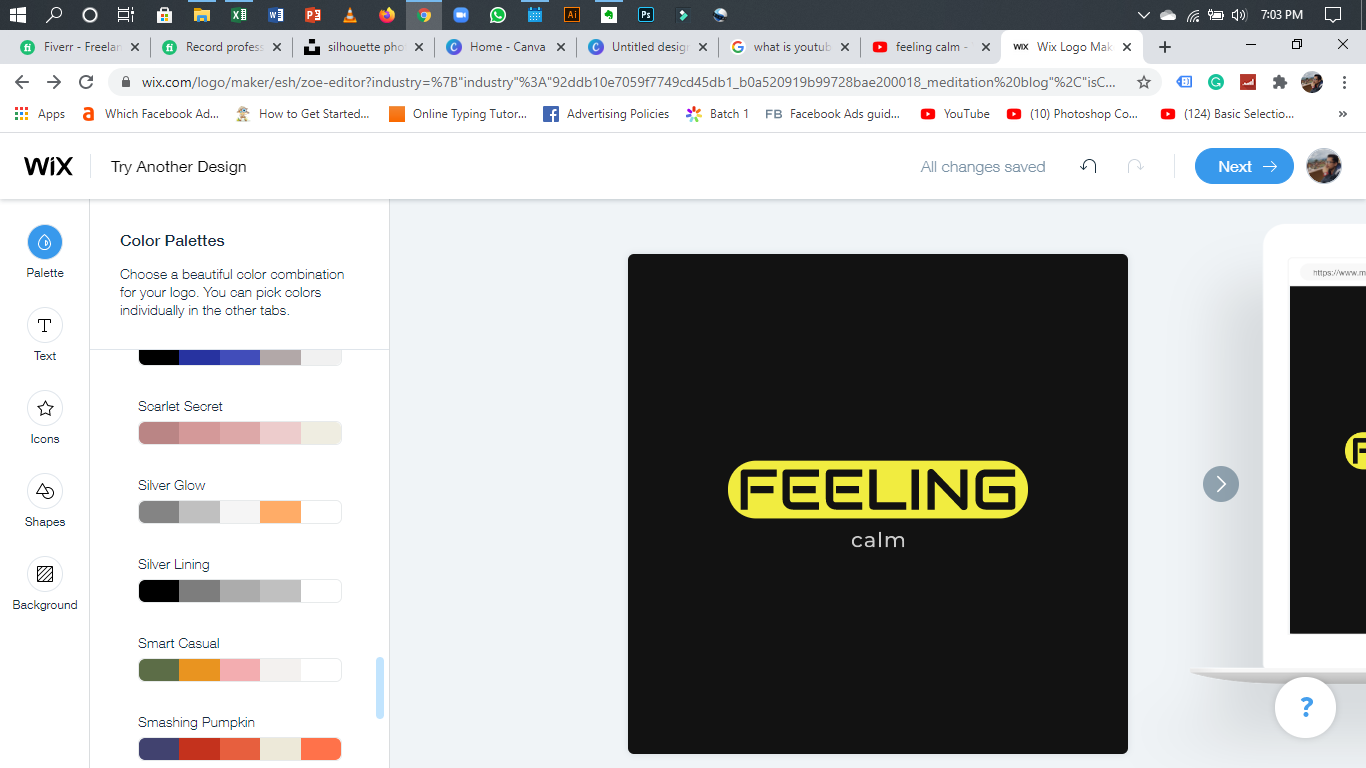 7:03 PM
Fiverr - Freelan
Record profess
silhouette pho
Home - Canva
Untitled design
what is youtub
feeling calm -
WiX Wix Logo Mak
wix.com/logo/maker/esh/zoe-editor?industry=%7B"industry"%3A"92ddb10e7059f7749cd45db1_b0a520919b99728bae200018_meditation%20blog"%2C"isC...
Apps
Which Facebook Ad...
How to Get Started...
Online Typing Tutor...
Advertising Policies
Batch 1
FB Facebook Ads guid...
YouTube
(10) Photoshop Co...
(124) Basic Selectio...
WiX
Try Another Design
All changes saved
Next
Palette
Text
Icons
Shapes
Background
Color Palettes
Choose a beautiful color combination
for your logo. You can pick colors
individually in the other tabs.
Scarlet Secret
Silver Glow
Silver Lining
Smart Casual
Smashing Pumpkin
FEELING
calm
https://www.m
F
?